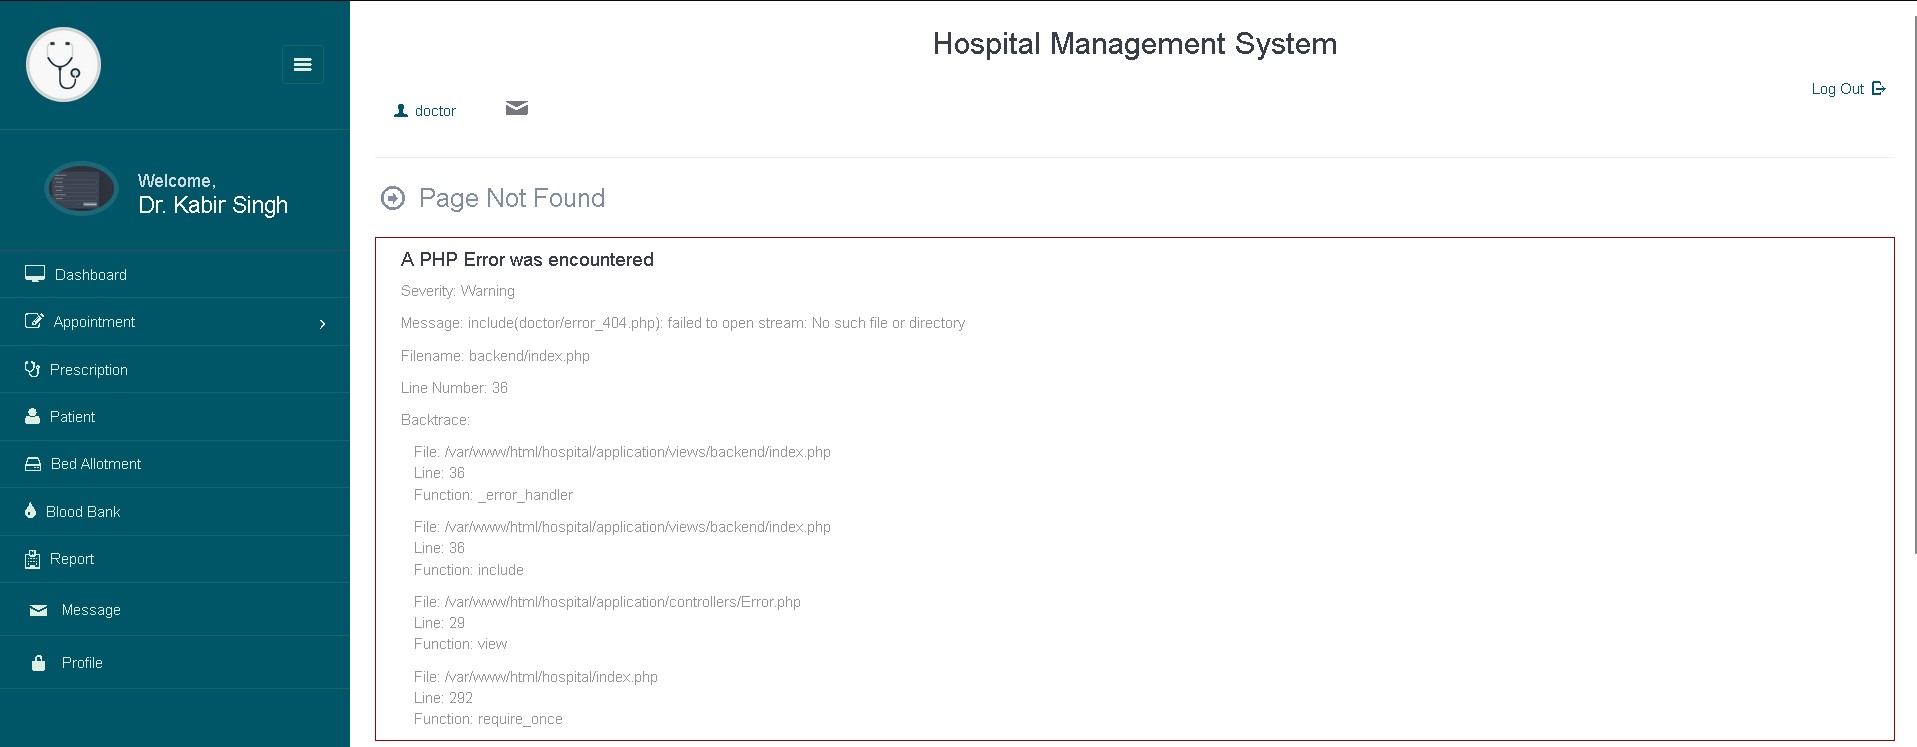 Hospital Management System
Log Out
doctor
Welcome,
Dr. Kabir Singh
Dashboard
Appointment
Prescription
Patient
Bed Allotment
Blood Bank
Report
Message
Profile
Page Not Found
A PHP Error was encountered
Severity: Warning
Message: include(doctor/error_404.php): failed to open stream: No such file or directory
Filename: backend/index.php
Line Number: 36
Backtrace:
File: /var/www/html/hospital/application/views/backend/index.php
Line: 36
Function: _error_handler
File: /var/www/html/hospital/application/views/backend/index.php
Line: 36
Function: include
File: /var/www/html/hospital/application/controllers/Error.php
Line: 29
Function: view
File: /var/www/html/hospital/index.php
Line: 292
Function: require_once